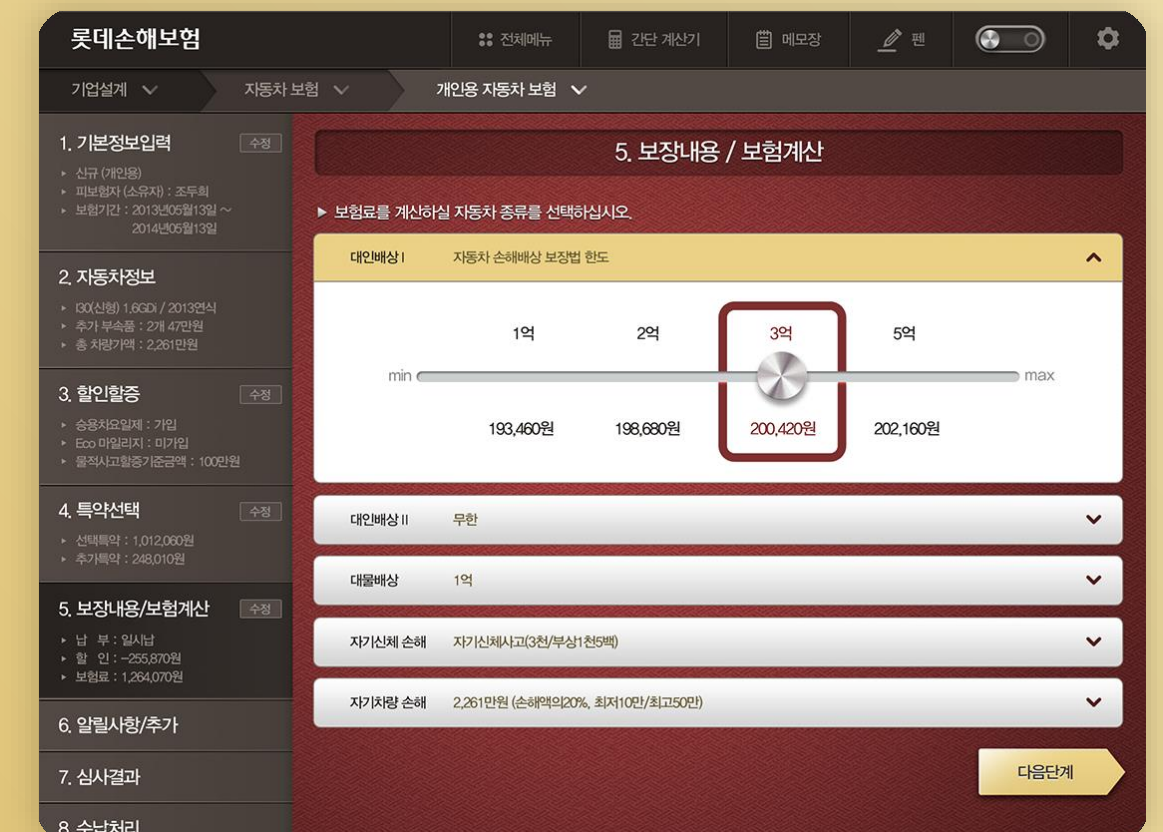 롯데손해보험
전체메뉴
간단 계산기
메모장
펜
기업설계
자동차 보험
개인용 자동차 보험
1. 기본정보입력
수정
신규 (개인용)
피보험자 (소유자) : 조두희
보험기간 : 2013년05월13일 ~
2014년05월13일
2. 자동차정보
I30(신형) 1.6GDi / 2013연식
추가 부속품 : 2개 47만원
총 차량가액 : 2,261만원
3. 할인할증
수정
승용차요일제 : 가입
Eco 마일리지 : 미가입
물적사고할증기준금액 : 100만원
4. 특약선택
수정
선택특약 : 1,012,060원
추가특약 : 248,010원
5. 보장내용/보험계산
수정
납 부 : 일시납
할 인 : -255,870원
보험료 : 1,264,070원
6. 알릴사항/추가
7. 심사결과
8. 수납처리
5. 보장내용 / 보험계산
보험료를 계산하실 자동차 종류를 선택하십시오.
대인배상 I 자동차 손해배상 보장법 한도
1억 2억 3억 5억
min max
193,460원 198,680원 200,420원 202,160원
대인배상 II 무한
대물배상 1억
자기신체 손해 자기신체사고(3천/부상1천5백)
자기차량 손해 2,261만원 (손해액의20%, 최저10만/최고50만)
다음단계